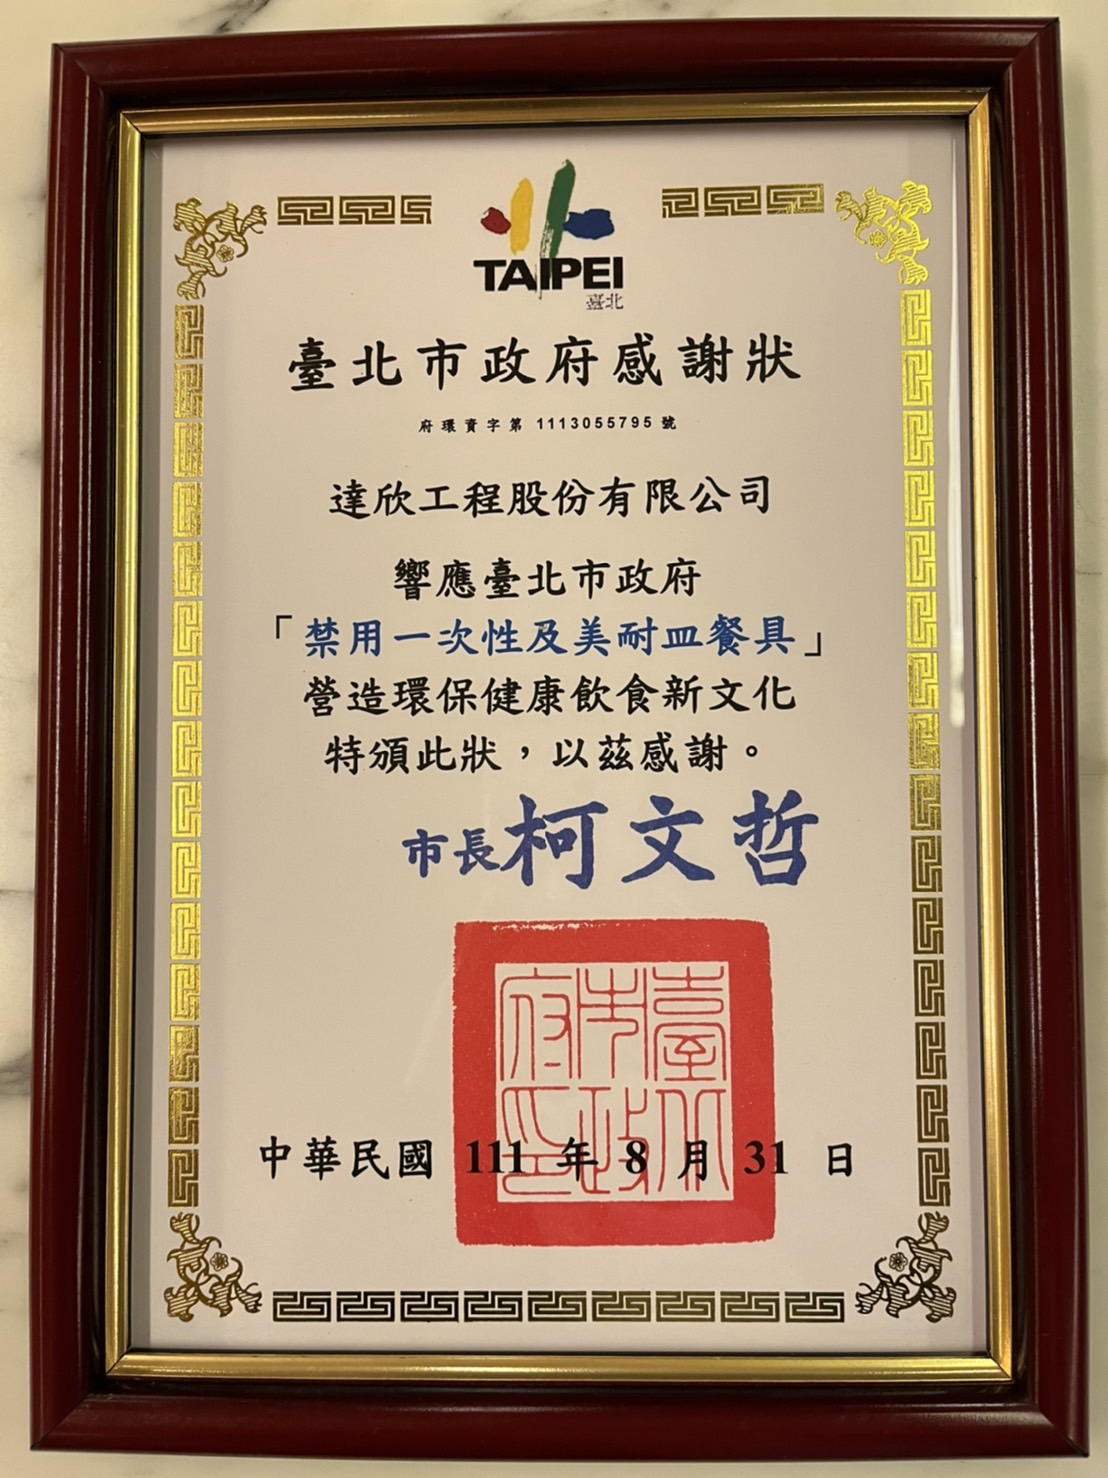 TAIPEI
臺北
臺北市政府感謝狀
府環資字第 1113055795 號
達欣工程股份有限公司
響應臺北市政府
「禁用一次性及美耐皿餐具」
營造環保健康飲食新文化
特頒此狀，以茲感謝。
市長柯文哲
臺北市政府印
中華民國 111 年 8 月 31 日